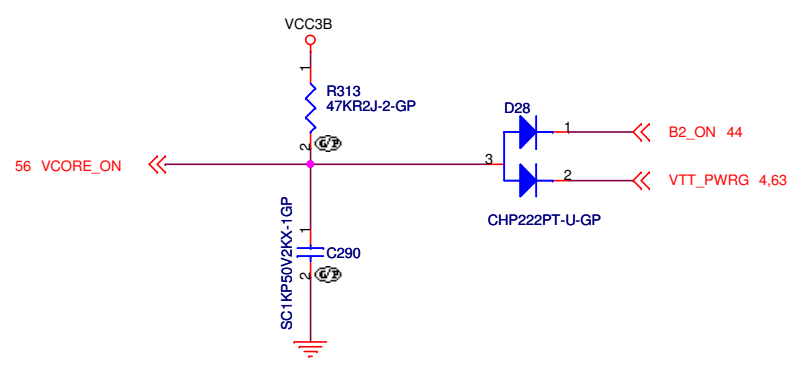 VCC3B
1
R313
47KR2J-2-GP
2
G/P
D28
1
B2_ON 44
56 VCORE_ON
3
2
VTT_PWRG 4,63
CHP222PT-U-GP
SC1KP50V2KX-1GP
1
C290
2
G/P